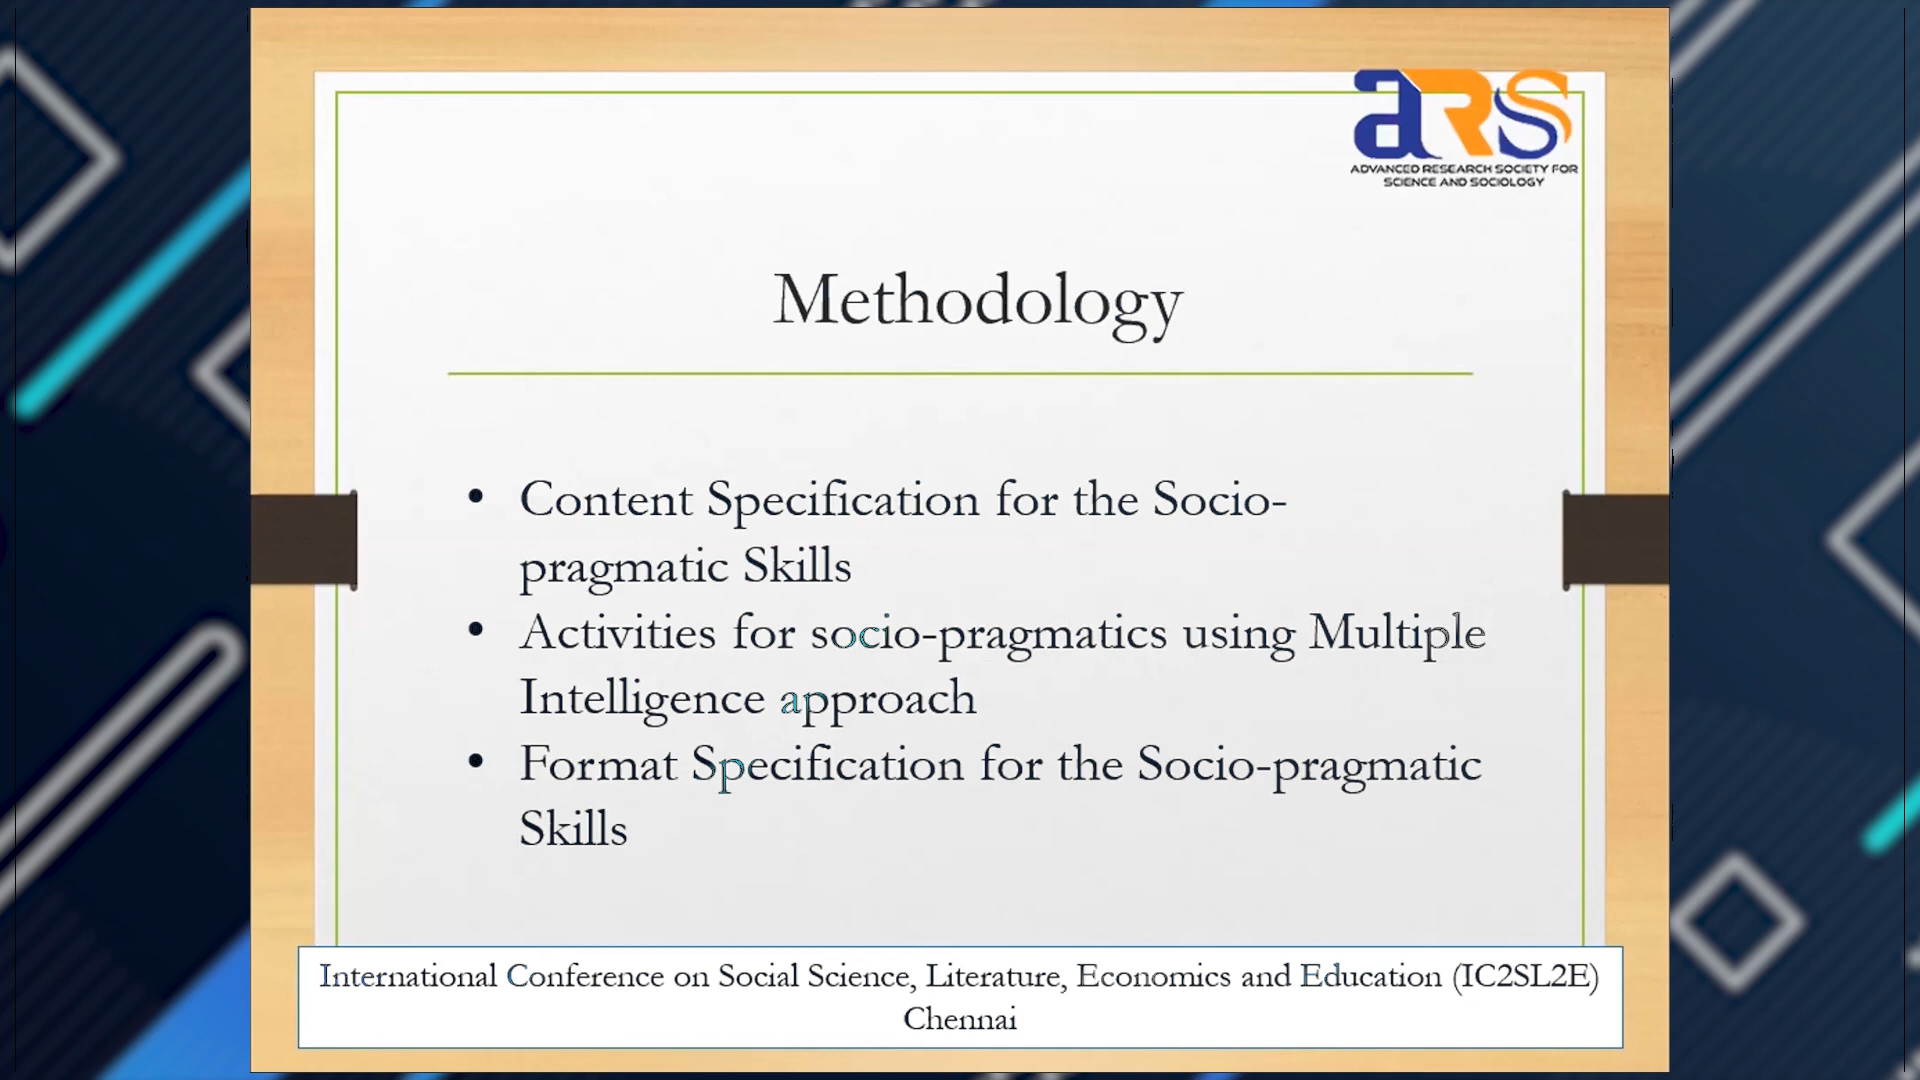 aRS
ADVANCED RESEARCH SOCIETY FOR
SCIENCE AND SOCIOLOGY
Methodology
• Content Specification for the Socio-
pragmatic Skills
• Activities for socio-pragmatics using Multiple
Intelligence approach
• Format Specification for the Socio-pragmatic
Skills
International Conference on Social Science, Literature, Economics and Education (IC2SL2E)
Chennai